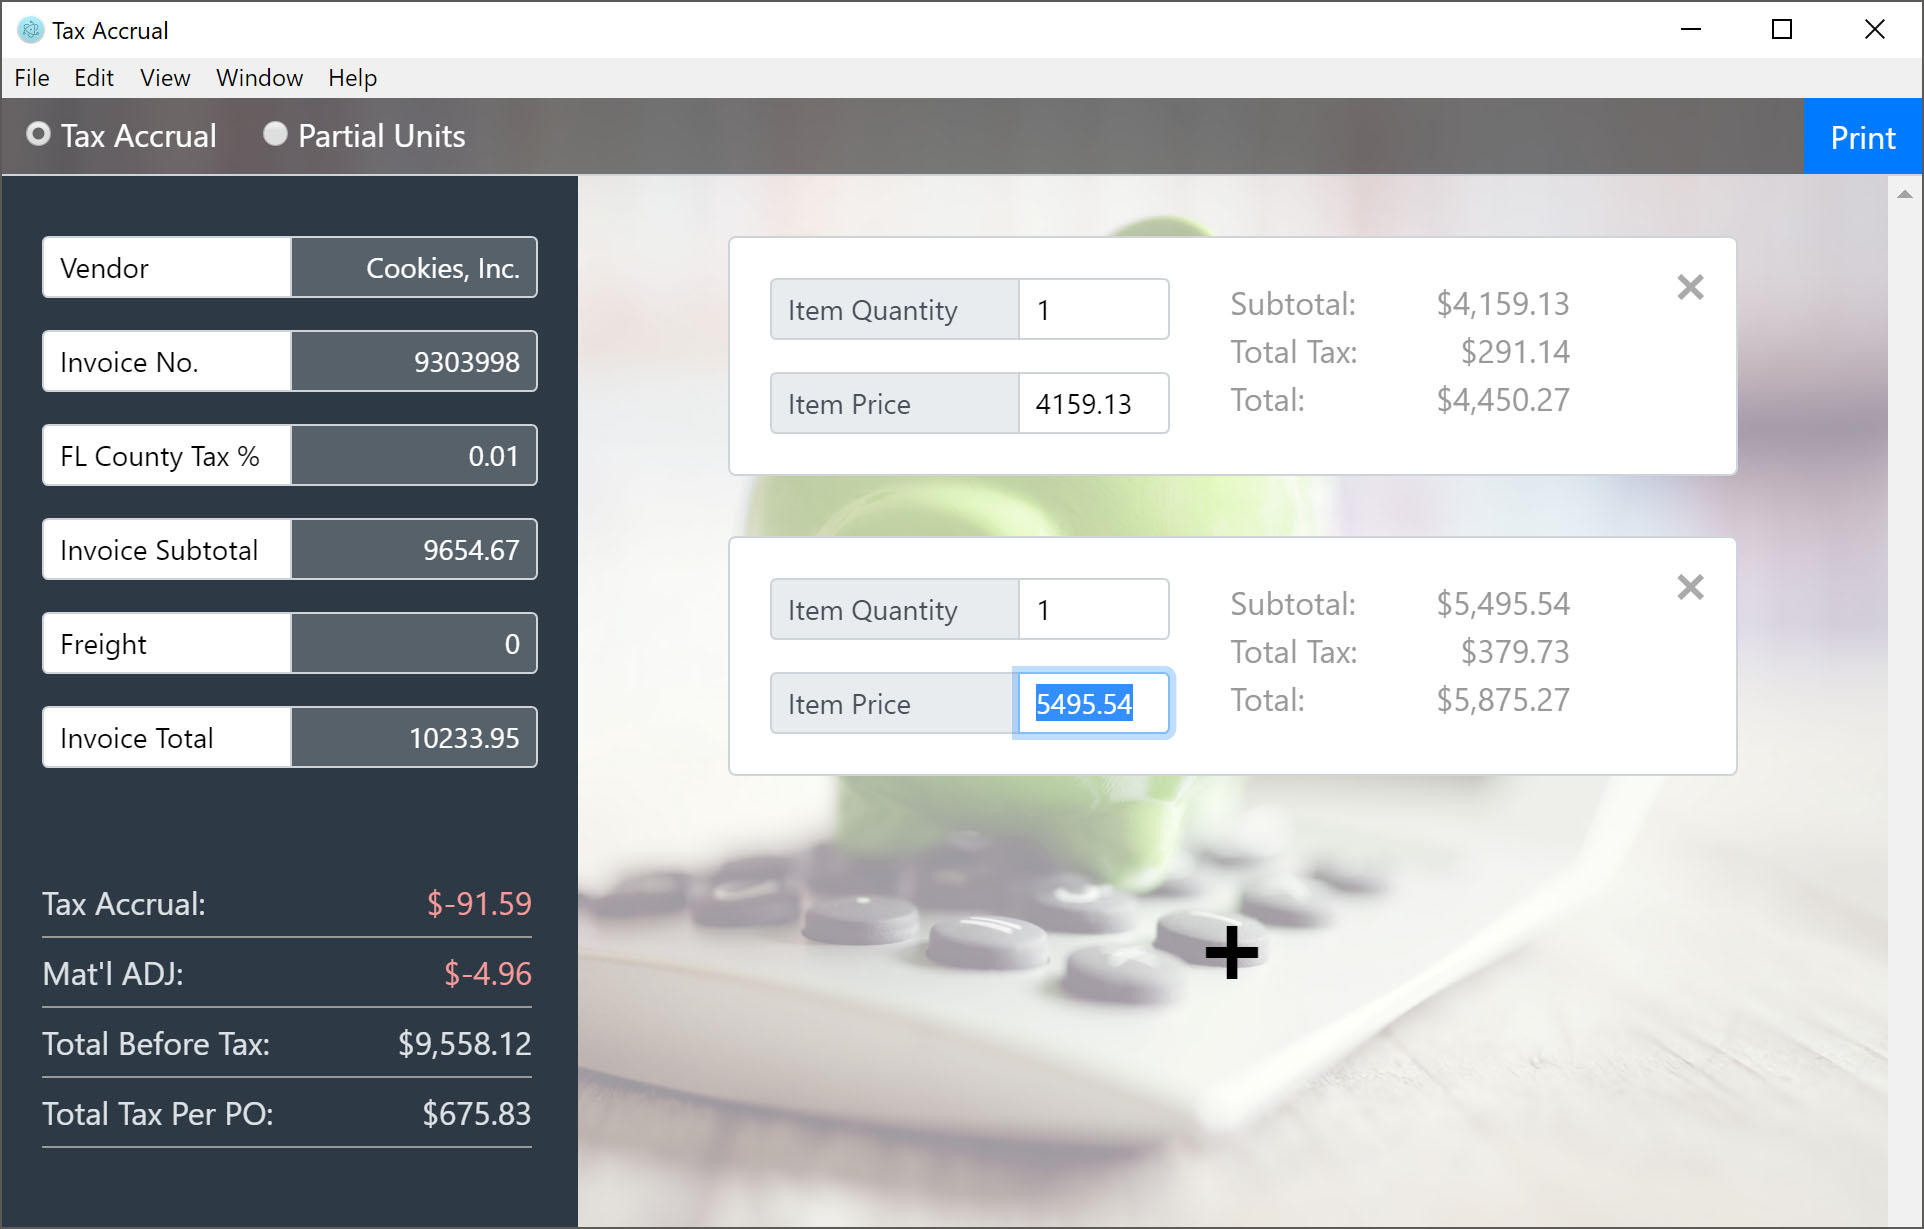 Tax Accrual
File Edit View Window Help
Tax Accrual Partial Units Print
Vendor Cookies, Inc.
Invoice No. 9303998
FL County Tax % 0.01
Invoice Subtotal 9654.67
Freight 0
Invoice Total 10233.95
Tax Accrual: $-91.59
Mat'l ADJ: $-4.96
Total Before Tax: $9,558.12
Total Tax Per PO: $675.83
Item Quantity 1
Item Price 4159.13
Subtotal: $4,159.13
Total Tax: $291.14
Total: $4,450.27
Item Quantity 1
Item Price 5495.54
Subtotal: $5,495.54
Total Tax: $379.73
Total: $5,875.27